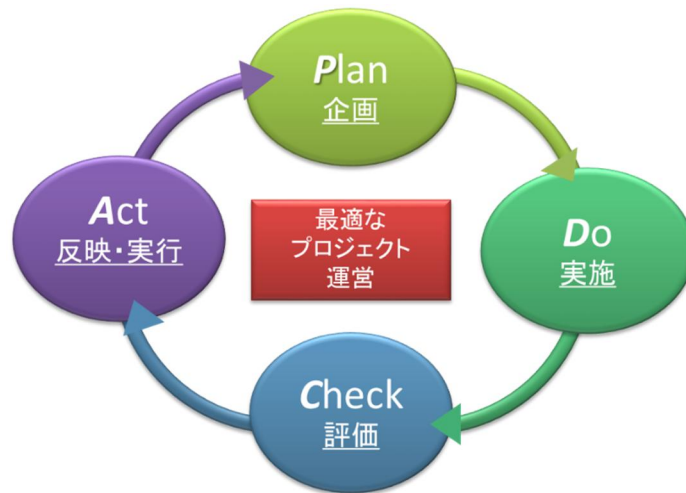 Plan
企画
Act
反映・実行
最適な
プロジェクト
運営
Do
実施
Check
評価